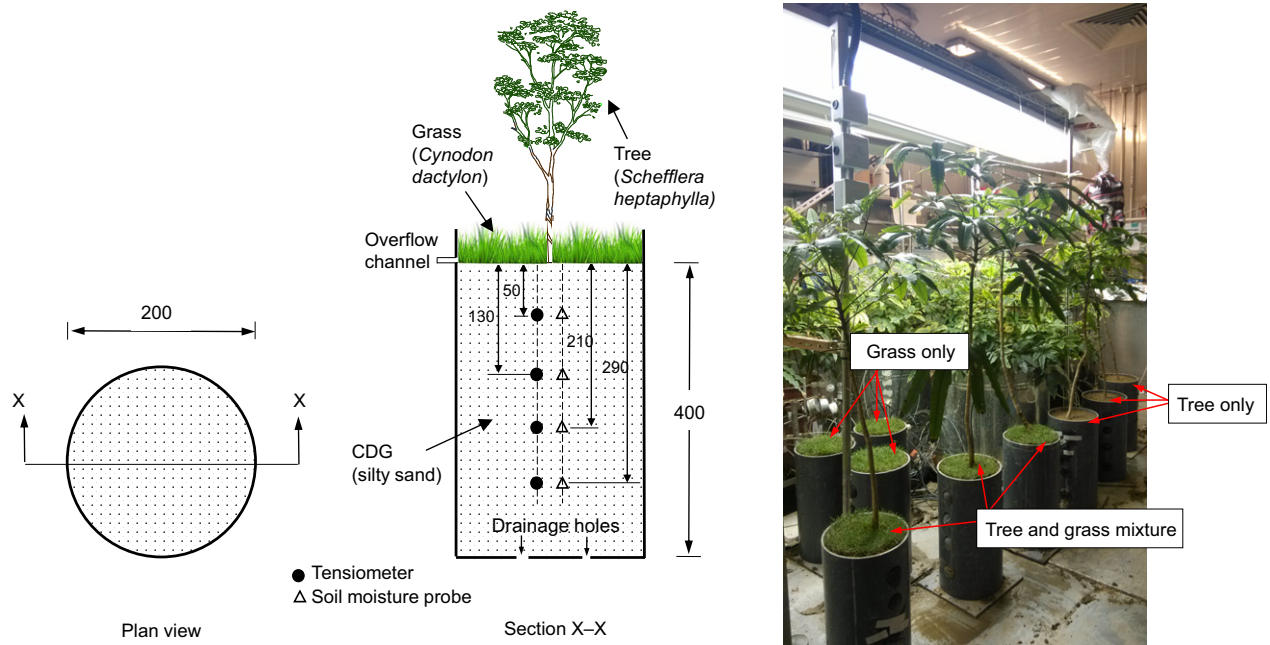 Grass
(Cynodon
dactylon)
Tree
(Schefflera
heptaphylla)
Overflow
channel
50
130
210
290
200
X
X
400
CDG
(silty sand)
Drainage holes
Tensiometer
Soil moisture probe
Plan view
Section X–X
Grass only
Tree only
Tree and grass mixture